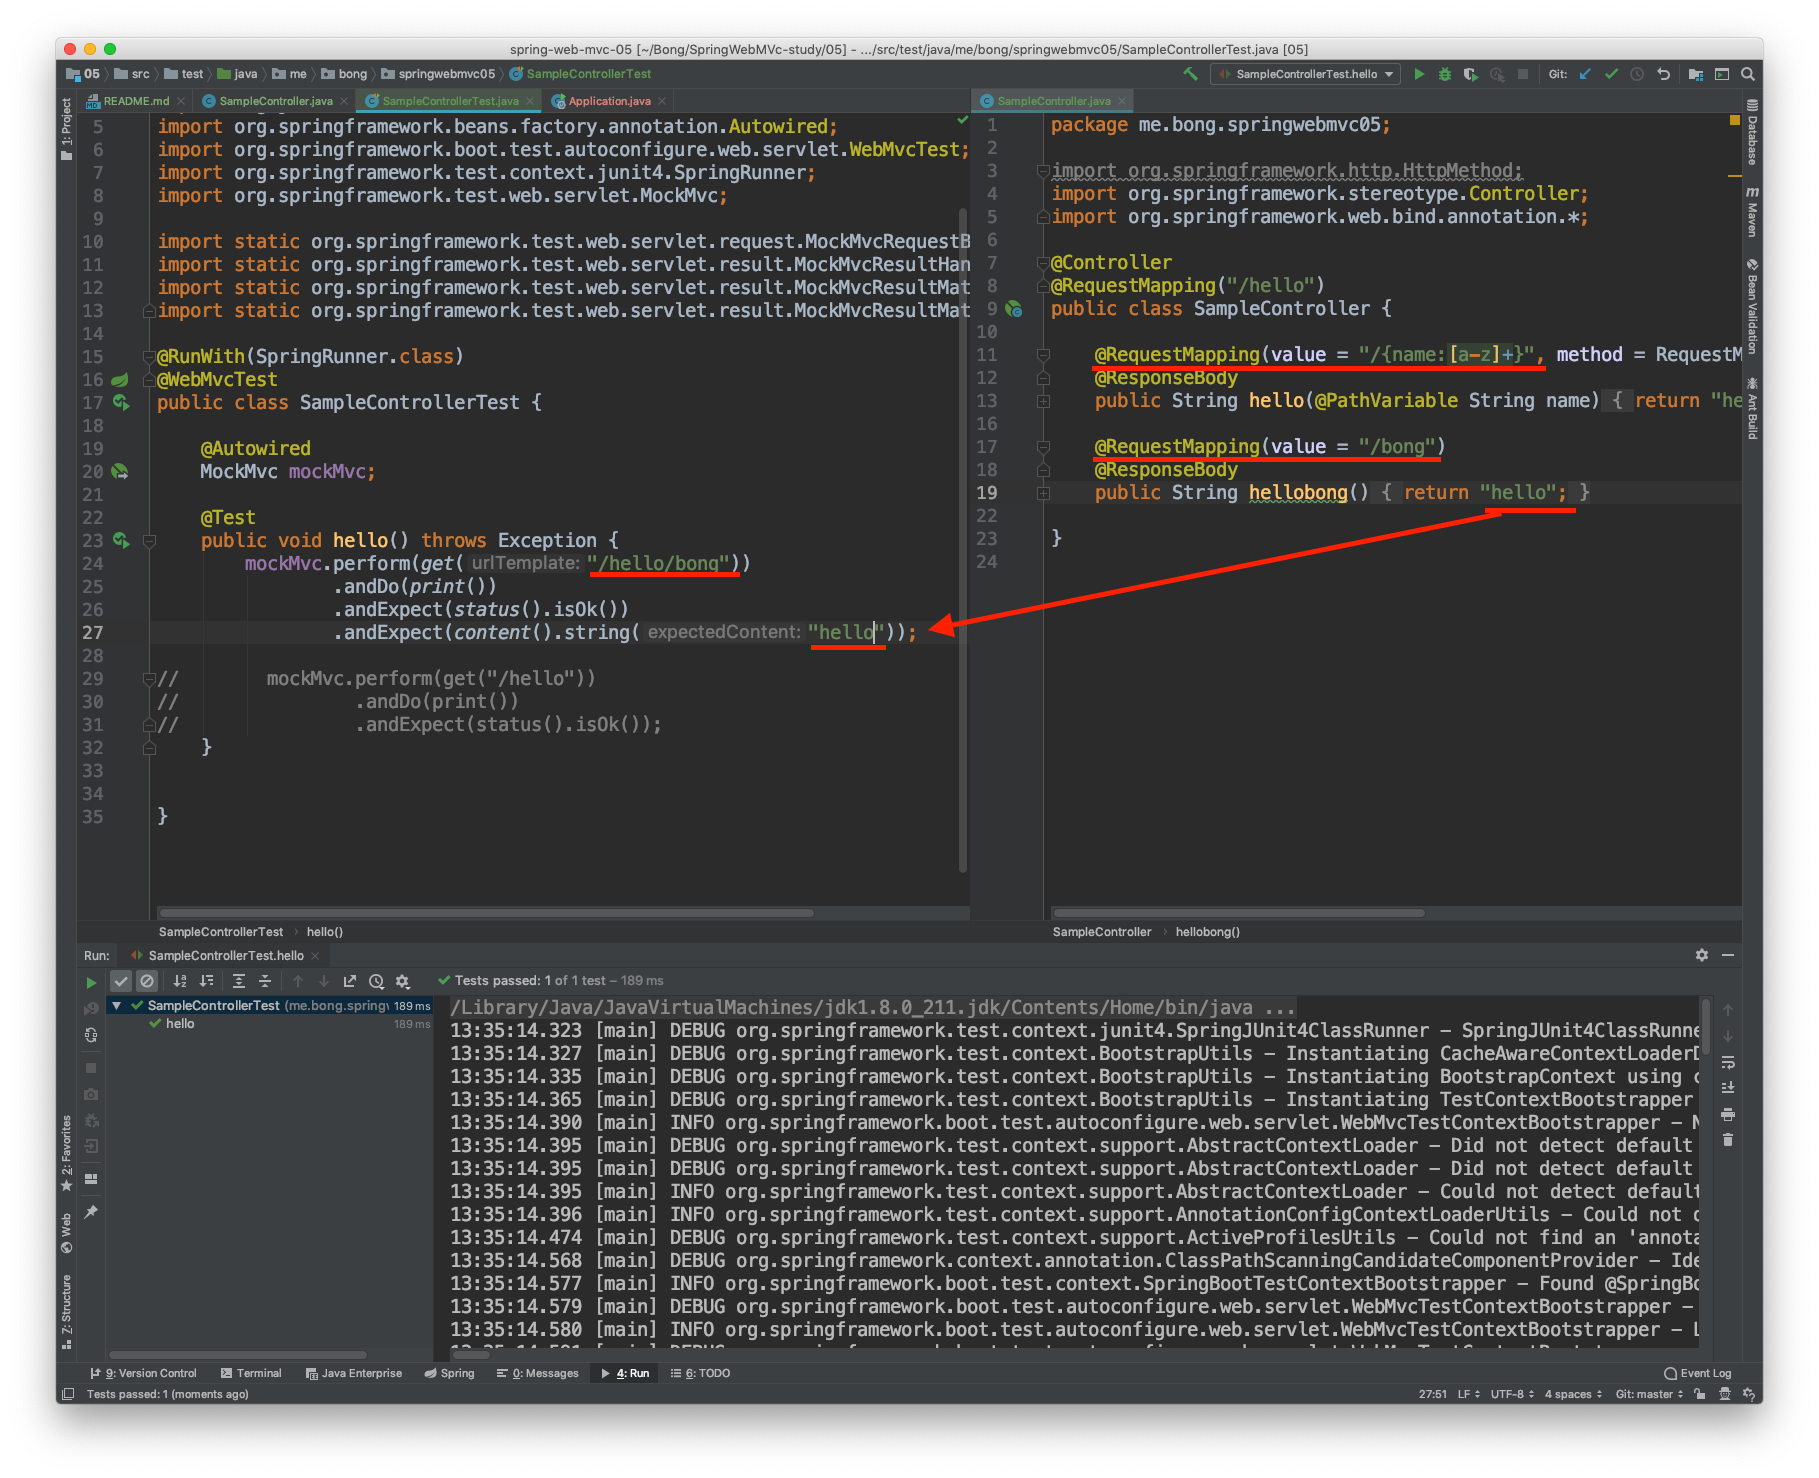 spring-web-mvc-05 [~/Bong/SpringWebMVc-study/05] – .../src/test/java/me/bong/springwebmvc05/SampleControllerTest.java [05]
05 src test java me bong springwebmvc05 SampleControllerTest
SampleControllerTest.hello
Git:
README.md
SampleController.java
SampleControllerTest.java
Application.java
SampleController.java
1: Project
5 import org.springframework.beans.factory.annotation.Autowired;
6 import org.springframework.boot.test.autoconfigure.web.servlet.WebMvcTest;
7 import org.springframework.test.context.junit4.SpringRunner;
8 import org.springframework.test.web.servlet.MockMvc;
9
10 import static org.springframework.test.web.servlet.request.MockMvcRequestB
11 import static org.springframework.test.web.servlet.result.MockMvcResultHan
12 import static org.springframework.test.web.servlet.result.MockMvcResultMat
13 import static org.springframework.test.web.servlet.result.MockMvcResultMat
14
15 @RunWith(SpringRunner.class)
16 @WebMvcTest
17 public class SampleControllerTest {
18
19 @Autowired
20 MockMvc mockMvc;
21
22 @Test
23 public void hello() throws Exception {
24 mockMvc.perform(get( urlTemplate: "/hello/bong"))
25 .andDo(print())
26 .andExpect(status().isOk())
27 .andExpect(content().string( expectedContent: "hello"));
28
29 // mockMvc.perform(get("/hello"))
30 // .andDo(print())
31 // .andExpect(status().isOk());
32 }
33
34
35 }
1 package me.bong.springwebmvc05;
2
3 import org.springframework.http.HttpMethod;
4 import org.springframework.stereotype.Controller;
5 import org.springframework.web.bind.annotation.*;
6
7 @Controller
8 @RequestMapping("/hello")
9 public class SampleController {
10
11 @RequestMapping(value = "/{name:[a-z]+}", method = RequestM
12 @ResponseBody
13 public String hello(@PathVariable String name) { return "he
16
17 @RequestMapping(value = "/bong")
18 @ResponseBody
19 public String hellobong() { return "hello"; }
22
23 }
24
Database
Maven
Bean Validation
Ant Build
SampleControllerTest › hello()
SampleController › hellobong()
Run: SampleControllerTest.hello
Tests passed: 1 of 1 test – 189 ms
SampleControllerTest (me.bong.springv 189 ms
hello 189 ms
/Library/Java/JavaVirtualMachines/jdk1.8.0_211.jdk/Contents/Home/bin/java ...
13:35:14.323 [main] DEBUG org.springframework.test.context.junit4.SpringJUnit4ClassRunner - SpringJUnit4ClassRunne
13:35:14.327 [main] DEBUG org.springframework.test.context.BootstrapUtils - Instantiating CacheAwareContextLoaderD
13:35:14.335 [main] DEBUG org.springframework.test.context.BootstrapUtils - Instantiating BootstrapContext using c
13:35:14.365 [main] DEBUG org.springframework.test.context.BootstrapUtils - Instantiating TestContextBootstrapper
13:35:14.390 [main] INFO org.springframework.boot.test.autoconfigure.web.servlet.WebMvcTestContextBootstrapper - N
13:35:14.395 [main] DEBUG org.springframework.test.context.support.AbstractContextLoader - Did not detect default
13:35:14.395 [main] DEBUG org.springframework.test.context.support.AbstractContextLoader - Did not detect default
13:35:14.395 [main] INFO org.springframework.test.context.support.AbstractContextLoader - Could not detect default
13:35:14.396 [main] INFO org.springframework.test.context.support.AnnotationConfigContextLoaderUtils - Could not d
13:35:14.474 [main] DEBUG org.springframework.test.context.support.ActiveProfilesUtils - Could not find an 'annota
13:35:14.568 [main] DEBUG org.springframework.context.annotation.ClassPathScanningCandidateComponentProvider - Ide
13:35:14.577 [main] INFO org.springframework.boot.test.context.SpringBootTestContextBootstrapper - Found @SpringBo
13:35:14.579 [main] DEBUG org.springframework.boot.test.autoconfigure.web.servlet.WebMvcTestContextBootstrapper -
13:35:14.580 [main] INFO org.springframework.boot.test.autoconfigure.web.servlet.WebMvcTestContextBootstrapper - L
2: Favorites
Web
Z: Structure
9: Version Control Terminal Java Enterprise Spring 0: Messages 4: Run 6: TODO Event Log
Tests passed: 1 (moments ago) 27:51 LF UTF-8 4 spaces Git: master